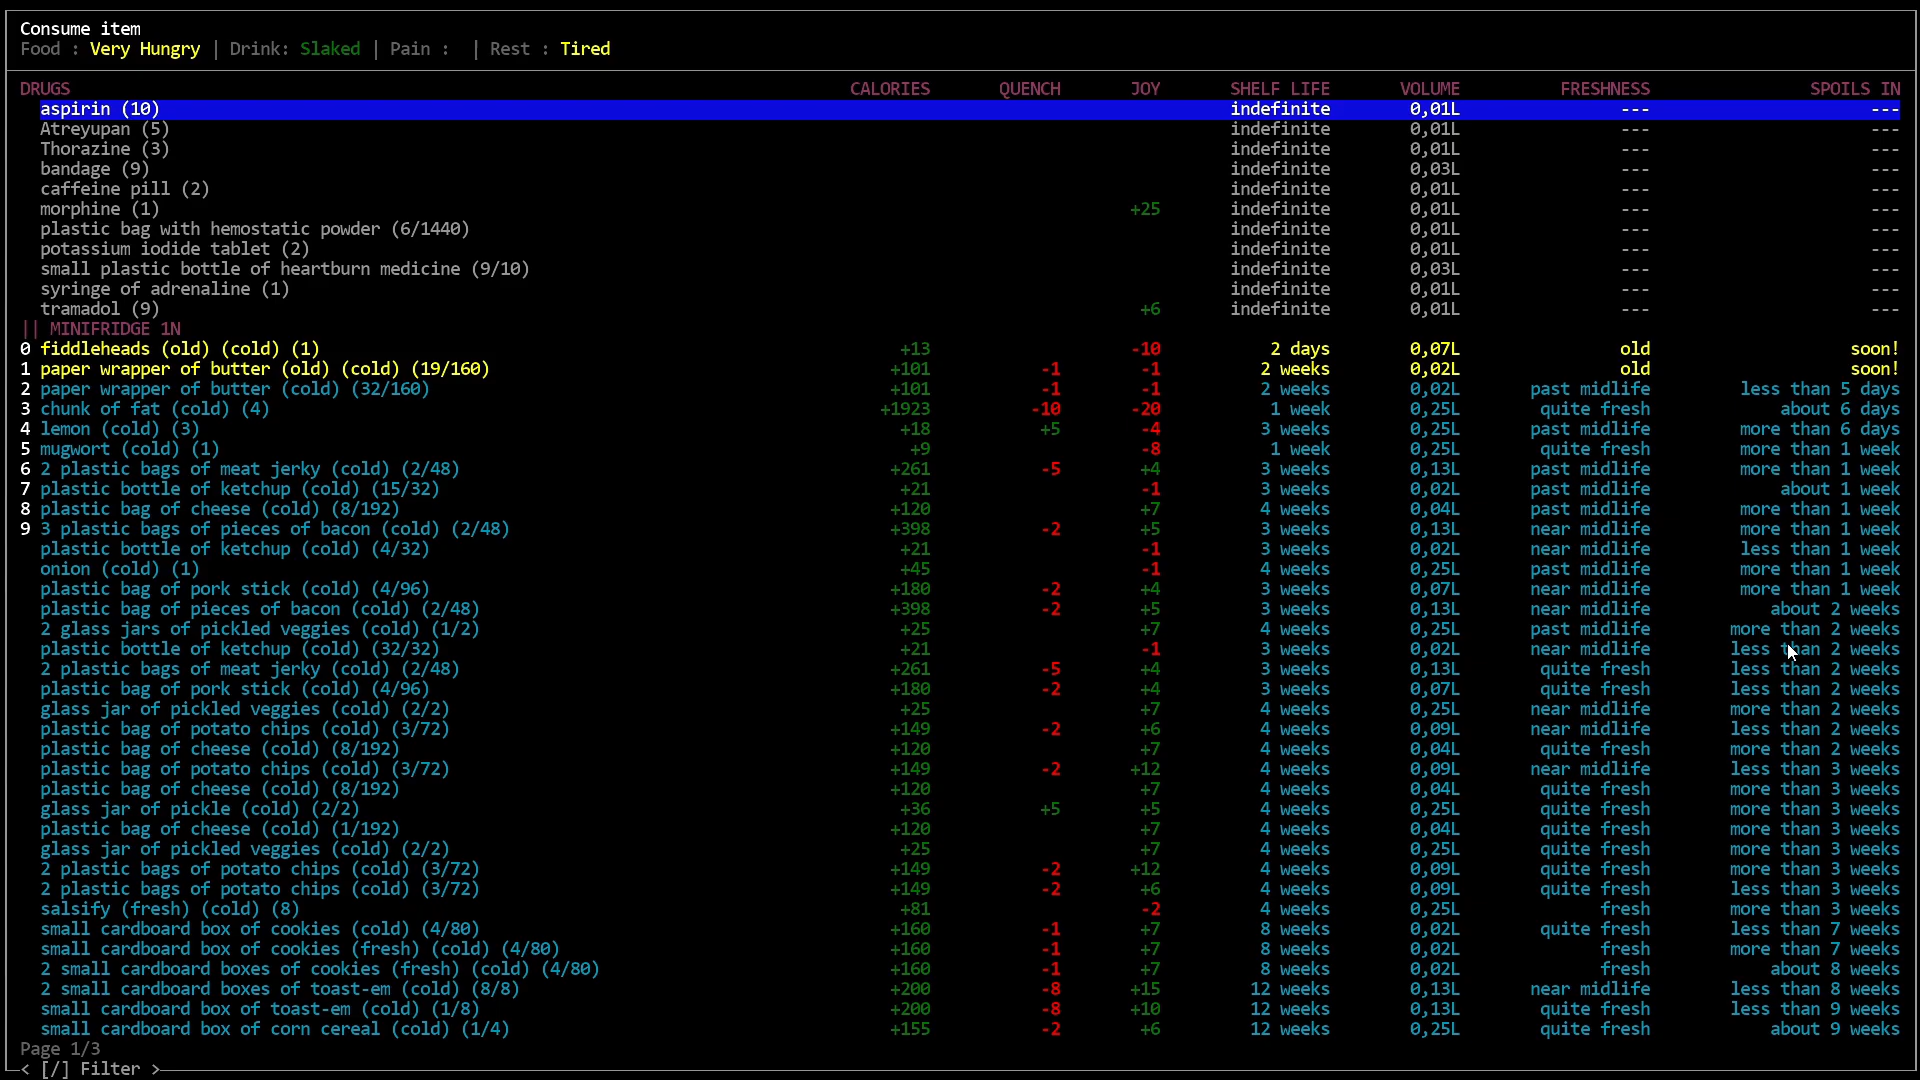 Consume item
Food : Very Hungry | Drink: Slaked | Pain :  | Rest : Tired
DRUGS CALORIES QUENCH JOY SHELF LIFE VOLUME FRESHNESS SPOILS IN
aspirin (10) indefinite 0,01L --- ---
Atreyupan (5) indefinite 0,01L --- ---
Thorazine (3) indefinite 0,01L --- ---
bandage (9) indefinite 0,03L --- ---
caffeine pill (2) indefinite 0,01L --- ---
morphine (1) +25 indefinite 0,01L --- ---
plastic bag with hemostatic powder (6/1440) indefinite 0,01L --- ---
potassium iodide tablet (2) indefinite 0,01L --- ---
small plastic bottle of heartburn medicine (9/10) indefinite 0,03L --- ---
syringe of adrenaline (1) indefinite 0,01L --- ---
tramadol (9) +6 indefinite 0,01L --- ---
|| MINIFRIDGE 1N
0 fiddleheads (old) (cold) (1) +13 -10 2 days 0,07L old soon!
1 paper wrapper of butter (old) (cold) (19/160) +101 -1 -1 2 weeks 0,02L old soon!
2 paper wrapper of butter (cold) (32/160) +101 -1 -1 2 weeks 0,02L past midlife less than 5 days
3 chunk of fat (cold) (4) +1923 -10 -20 1 week 0,25L quite fresh about 6 days
4 lemon (cold) (3) +18 +5 -4 3 weeks 0,25L past midlife more than 6 days
5 mugwort (cold) (1) +9 -8 1 week 0,25L quite fresh more than 1 week
6 2 plastic bags of meat jerky (cold) (2/48) +261 -5 +4 3 weeks 0,13L past midlife more than 1 week
7 plastic bottle of ketchup (cold) (15/32) +21 -1 3 weeks 0,02L past midlife about 1 week
8 plastic bag of cheese (cold) (8/192) +120 +7 4 weeks 0,04L past midlife more than 1 week
9 3 plastic bags of pieces of bacon (cold) (2/48) +398 -2 +5 3 weeks 0,13L near midlife more than 1 week
plastic bottle of ketchup (cold) (4/32) +21 -1 3 weeks 0,02L near midlife less than 1 week
onion (cold) (1) +45 -1 4 weeks 0,25L past midlife more than 1 week
plastic bag of pork stick (cold) (4/96) +180 -2 +4 3 weeks 0,07L near midlife more than 1 week
plastic bag of pieces of bacon (cold) (2/48) +398 -2 +5 3 weeks 0,13L near midlife about 2 weeks
2 glass jars of pickled veggies (cold) (1/2) +25 +7 4 weeks 0,25L past midlife more than 2 weeks
plastic bottle of ketchup (cold) (32/32) +21 -1 3 weeks 0,02L near midlife less than 2 weeks
2 plastic bags of meat jerky (cold) (2/48) +261 -5 +4 3 weeks 0,13L quite fresh less than 2 weeks
plastic bag of pork stick (cold) (4/96) +180 -2 +4 3 weeks 0,07L quite fresh less than 2 weeks
glass jar of pickled veggies (cold) (2/2) +25 +7 4 weeks 0,25L near midlife more than 2 weeks
plastic bag of potato chips (cold) (3/72) +149 -2 +6 4 weeks 0,09L near midlife less than 2 weeks
plastic bag of cheese (cold) (8/192) +120 +7 4 weeks 0,04L quite fresh more than 2 weeks
plastic bag of potato chips (cold) (3/72) +149 -2 +12 4 weeks 0,09L near midlife less than 3 weeks
plastic bag of cheese (cold) (8/192) +120 +7 4 weeks 0,04L quite fresh more than 3 weeks
glass jar of pickle (cold) (2/2) +36 +5 +5 4 weeks 0,25L quite fresh more than 3 weeks
plastic bag of cheese (cold) (1/192) +120 +7 4 weeks 0,04L quite fresh more than 3 weeks
glass jar of pickled veggies (cold) (2/2) +25 +7 4 weeks 0,25L quite fresh more than 3 weeks
2 plastic bags of potato chips (cold) (3/72) +149 -2 +12 4 weeks 0,09L quite fresh more than 3 weeks
2 plastic bags of potato chips (cold) (3/72) +149 -2 +6 4 weeks 0,09L quite fresh less than 3 weeks
salsify (fresh) (cold) (8) +81 -2 4 weeks 0,25L fresh more than 3 weeks
small cardboard box of cookies (cold) (4/80) +160 -1 +7 8 weeks 0,02L quite fresh less than 7 weeks
small cardboard box of cookies (fresh) (cold) (4/80) +160 -1 +7 8 weeks 0,02L fresh more than 7 weeks
2 small cardboard boxes of cookies (fresh) (cold) (4/80) +160 -1 +7 8 weeks 0,02L fresh about 8 weeks
2 small cardboard boxes of toast-em (cold) (8/8) +200 -8 +15 12 weeks 0,13L near midlife less than 8 weeks
small cardboard box of toast-em (cold) (1/8) +200 -8 +10 12 weeks 0,13L quite fresh less than 9 weeks
small cardboard box of corn cereal (cold) (1/4) +155 -2 +6 12 weeks 0,25L quite fresh about 9 weeks
Page 1/3
< [/] Filter >